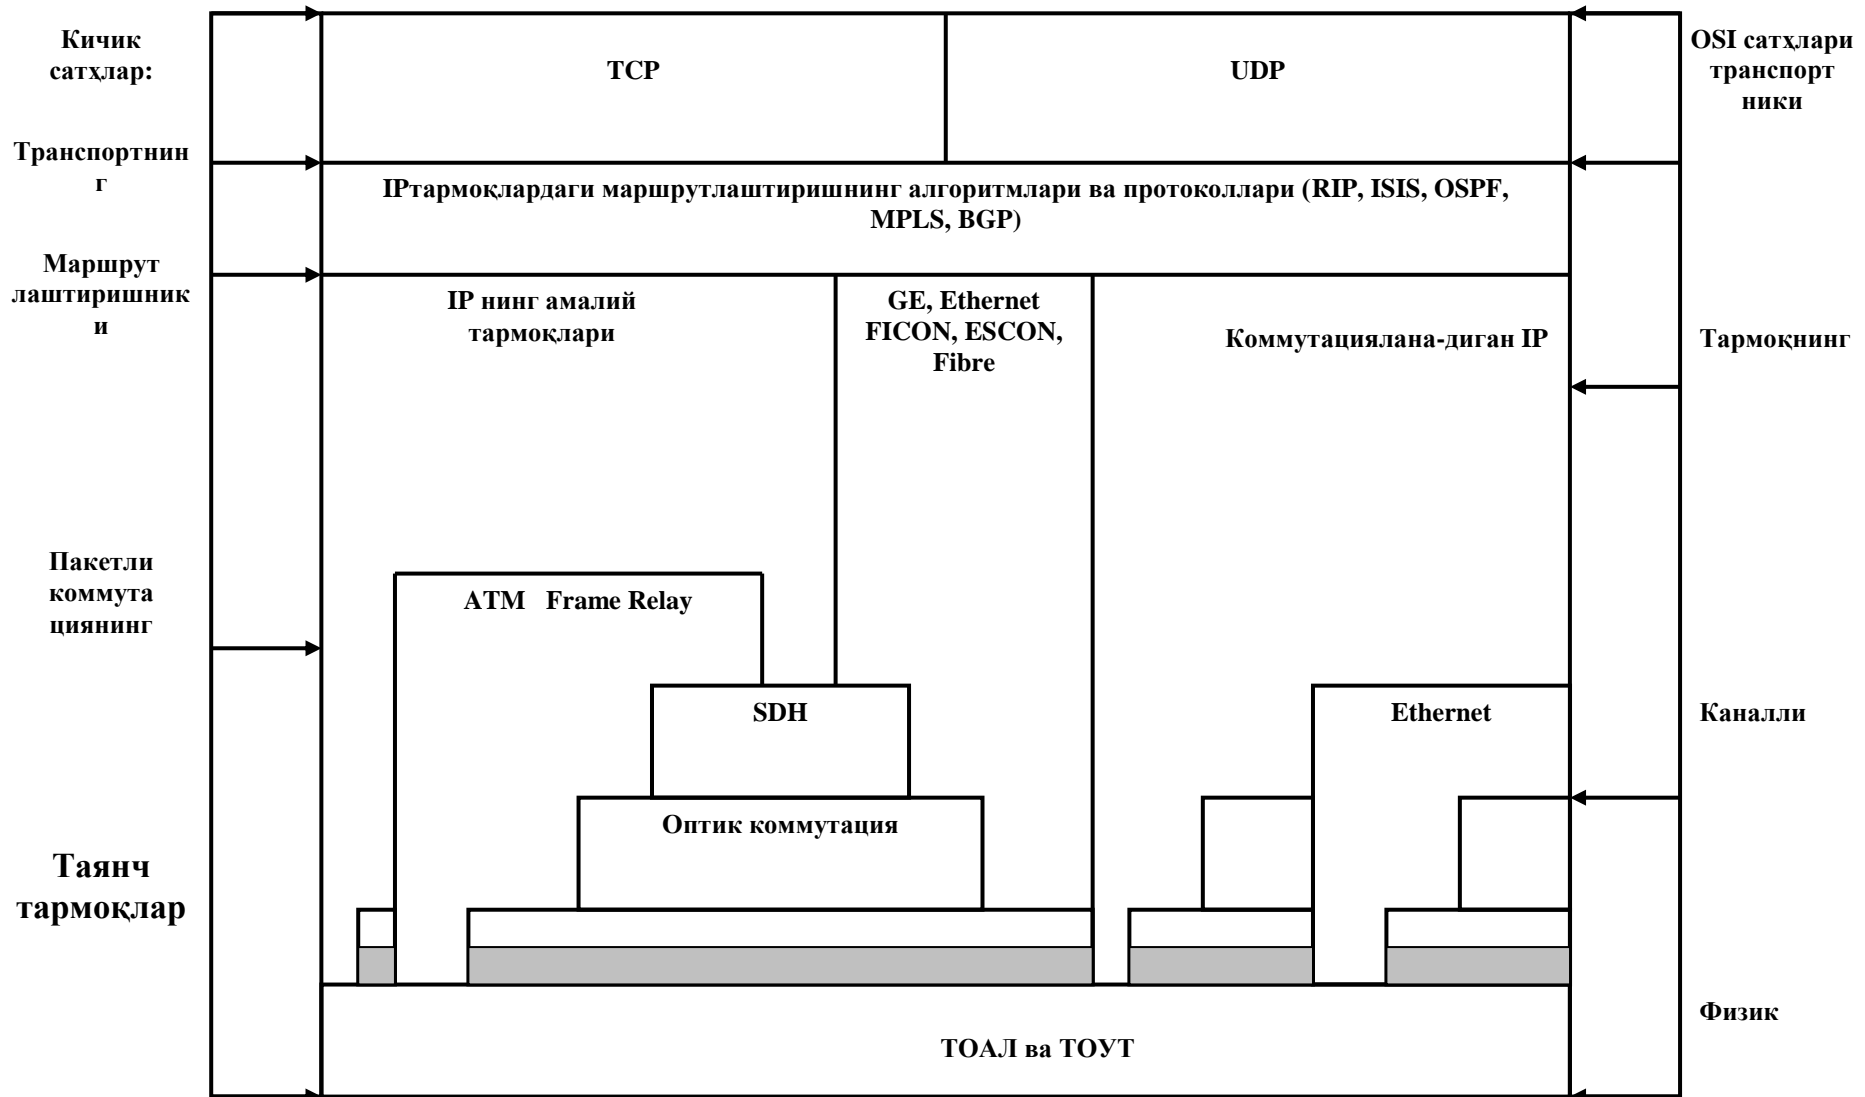 Кичик
сатҳлар:
TCP
UDP
OSI сатҳлари
транспорт
ники
Транспортнин
г
IPтармоқлардаги маршрутлаштиришнинг алгоритмлари ва протоколлари (RIP, ISIS, OSPF,
MPLS, BGP)
Маршрут
лаштиришник
и
IP нинг амалий
тармоқлари
GE, Ethernet
FICON, ESCON,
Fibre
Коммутациялана-диган IP
Тармоқнинг
Пакетли
коммута
циянинг
ATM Frame Relay
SDH
Ethernet
Каналли
Оптик коммутация
Таянч
тармоқлар
Физик
ТОАЛ ва ТОУТ